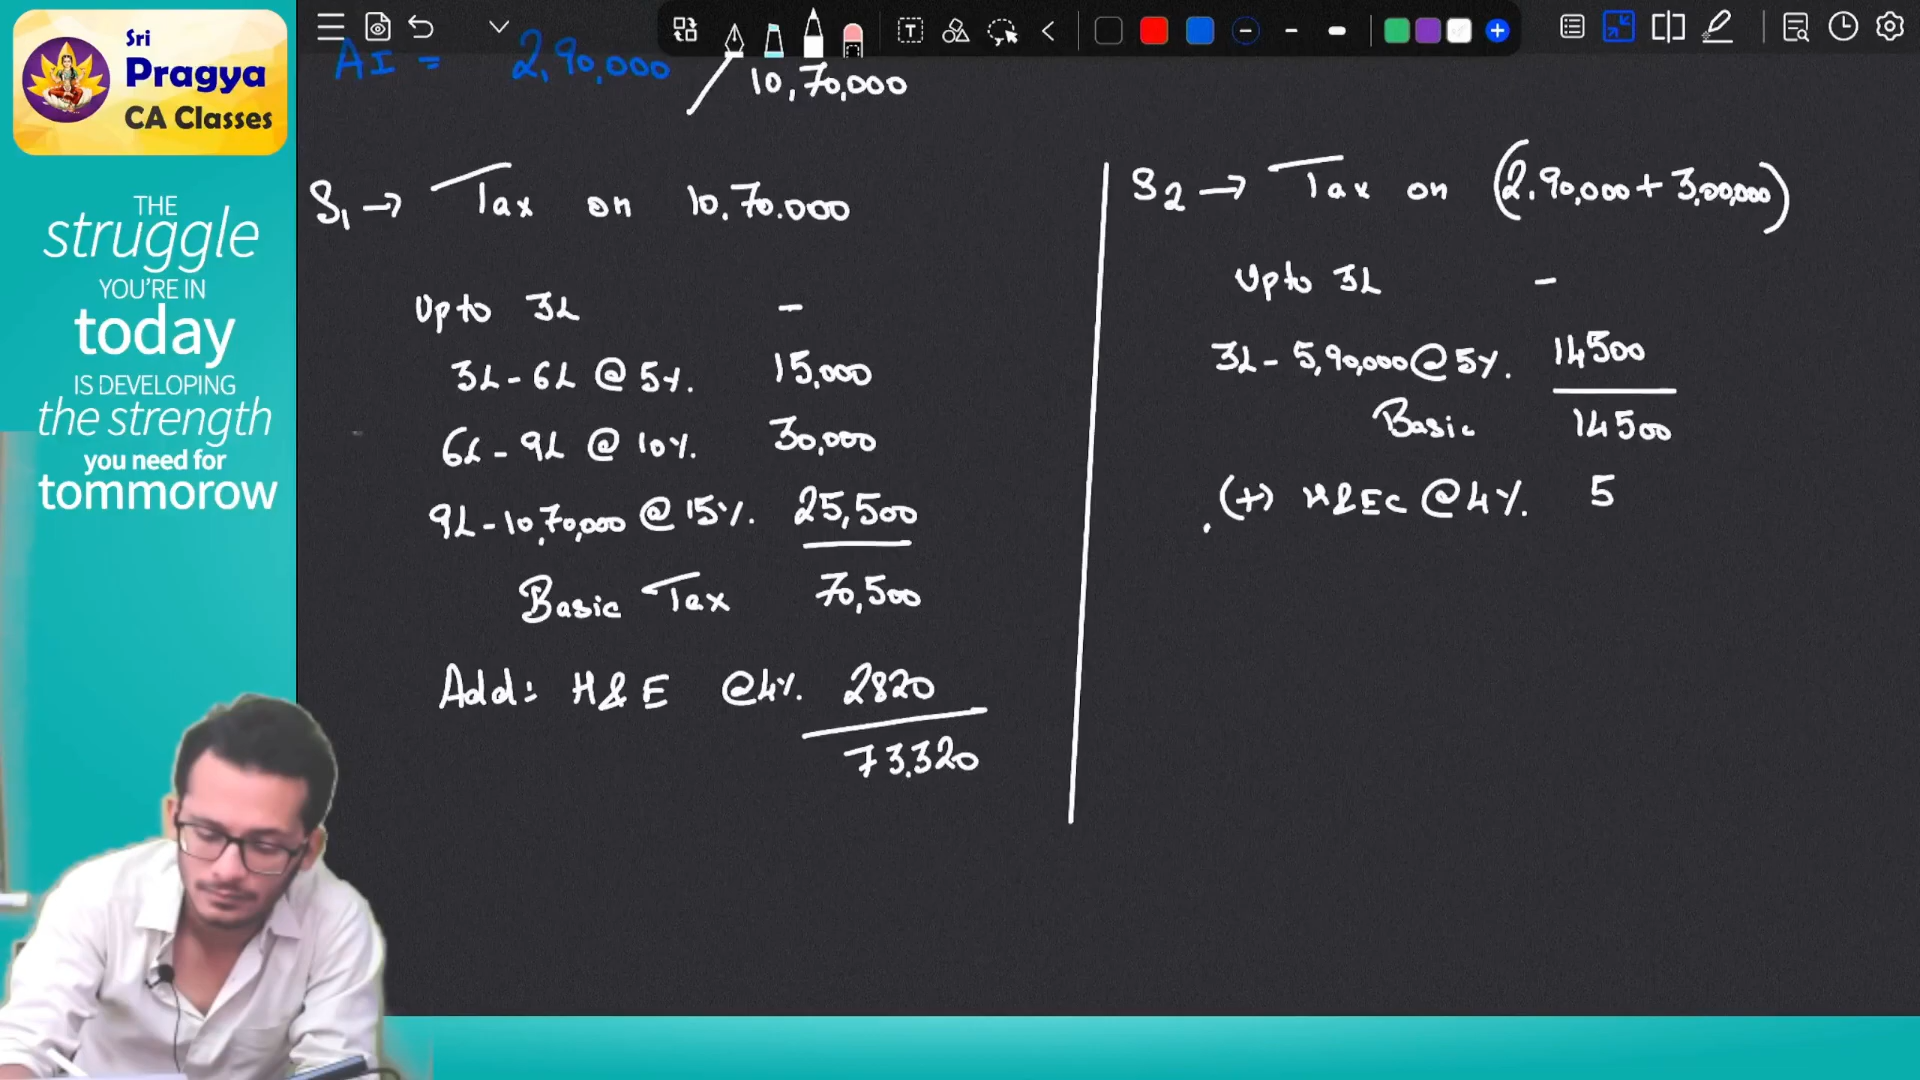 Sri
Pragya
CA Classes
THE
struggle
YOU'RE IN
today
IS DEVELOPING
the strength
you need for
tommorow
AI = 2,90,000
10,70,000
S1 → Tax on 10.70.000
Up to 3L -
3L - 6L @ 5%. 15,000
6L - 9L @ 10%. 30,000
9L - 10,70,000 @ 15%. 25,500
Basic Tax 70,500
Add: H&E @4%. 2820
73.320
S2 → Tax on (2,90,000 + 3,00,000)
Up to 3L -
3L - 5,90,000 @ 5%. 14500
Basic 14500
(+) H&EC @ 4%. 5